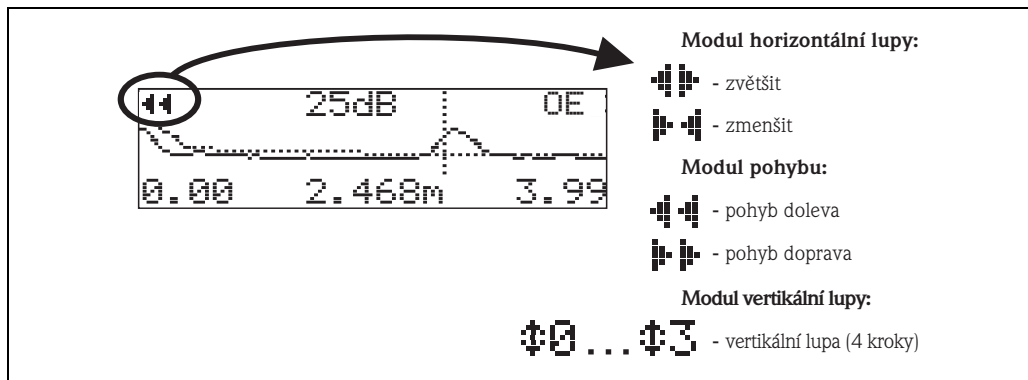 Modul horizontální lupy:
- zvětšit
- zmenšit
Modul pohybu:
- pohyb doleva
- pohyb doprava
Modul vertikální lupy:
0...3 - vertikální lupa (4 kroky)
25dB OE
0.00 2.468m 3.99